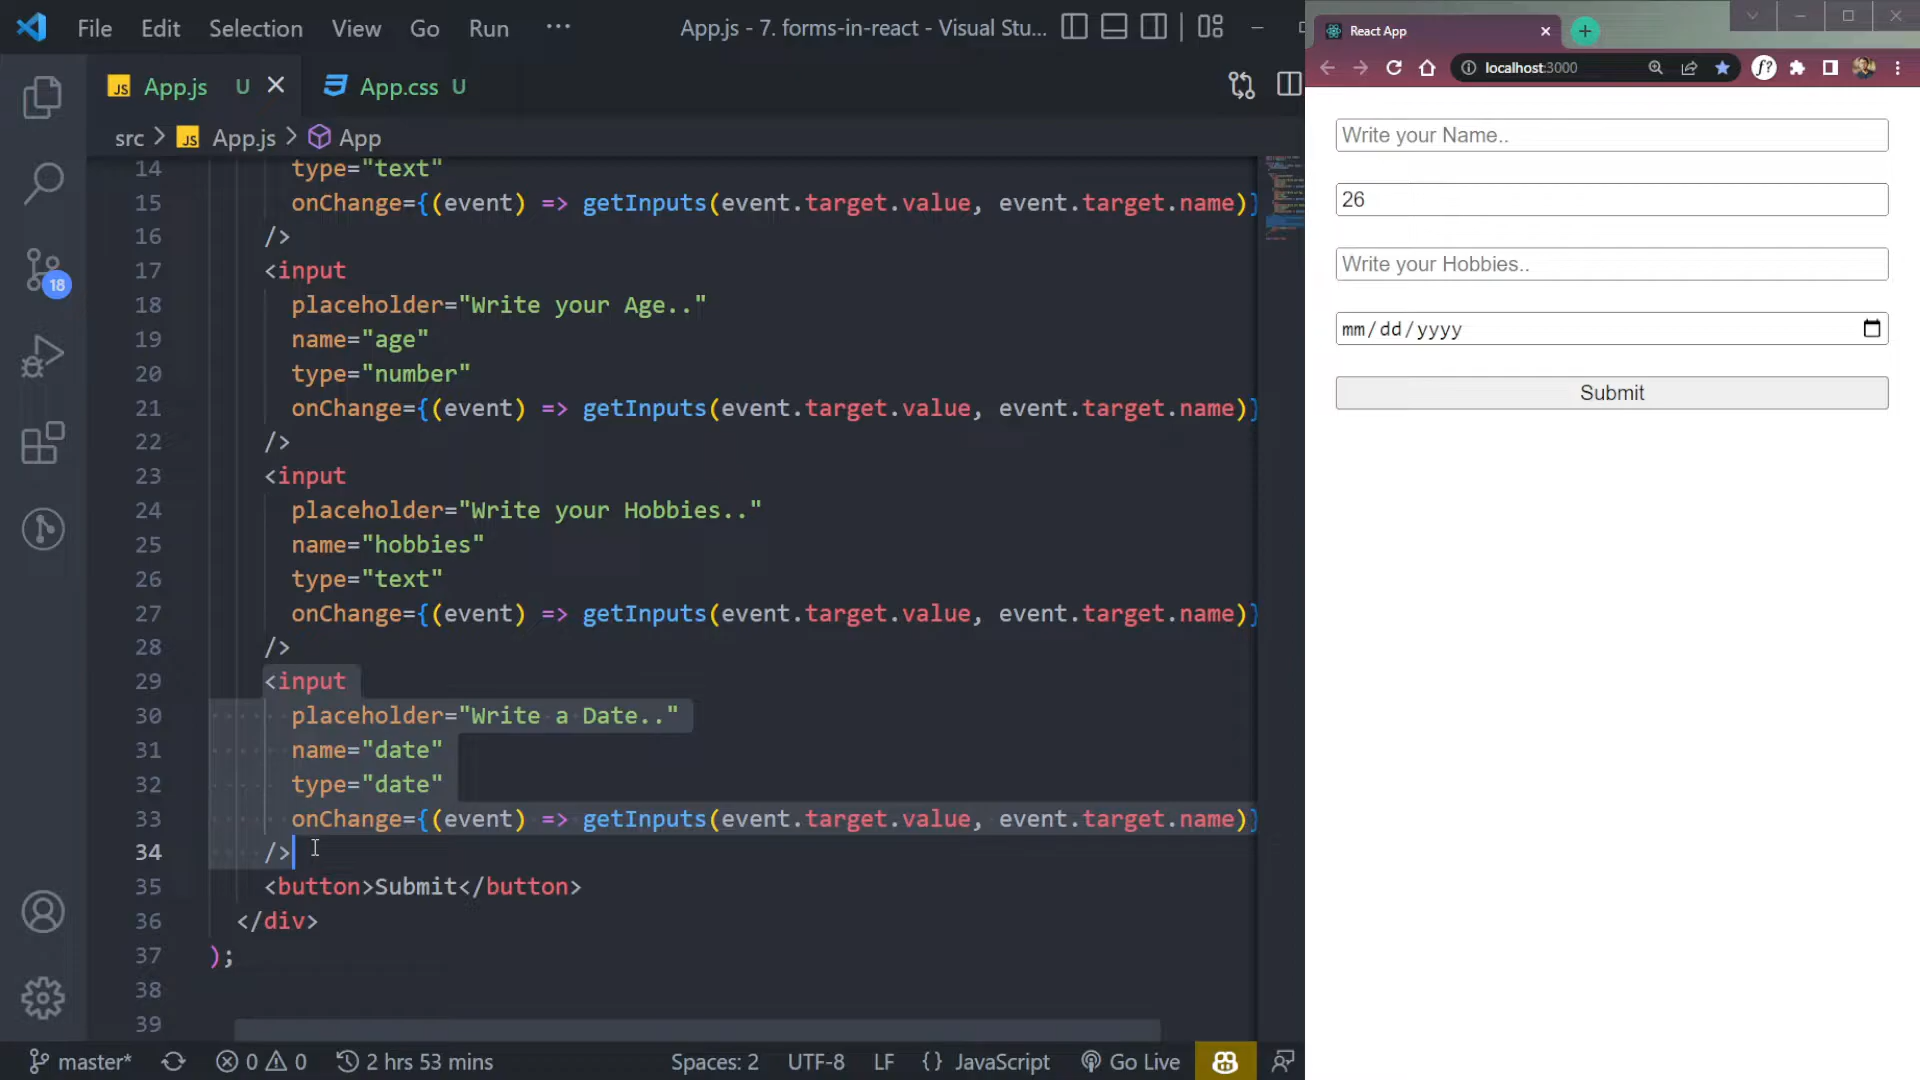 File Edit Selection View Go Run ··· App.js - 7. forms-in-react - Visual Stu...
JS App.js U App.css U
src > JS App.js > App
14 type="text"
15 onChange={(event) => getInputs(event.target.value, event.target.name)}
16 />
17 <input
18 placeholder="Write your Age.."
19 name="age"
20 type="number"
21 onChange={(event) => getInputs(event.target.value, event.target.name)}
22 />
23 <input
24 placeholder="Write your Hobbies.."
25 name="hobbies"
26 type="text"
27 onChange={(event) => getInputs(event.target.value, event.target.name)}
28 />
29 <input
30 placeholder="Write a Date.."
31 name="date"
32 type="date"
33 onChange={(event) => getInputs(event.target.value, event.target.name)}
34 />
35 <button>Submit</button>
36 </div>
37 );
38
39
18
master* 0 0 2 hrs 53 mins Spaces: 2 UTF-8 LF {} JavaScript Go Live
React App
localhost:3000 f?
Write your Name..
26
Write your Hobbies..
mm/dd/yyyy
Submit